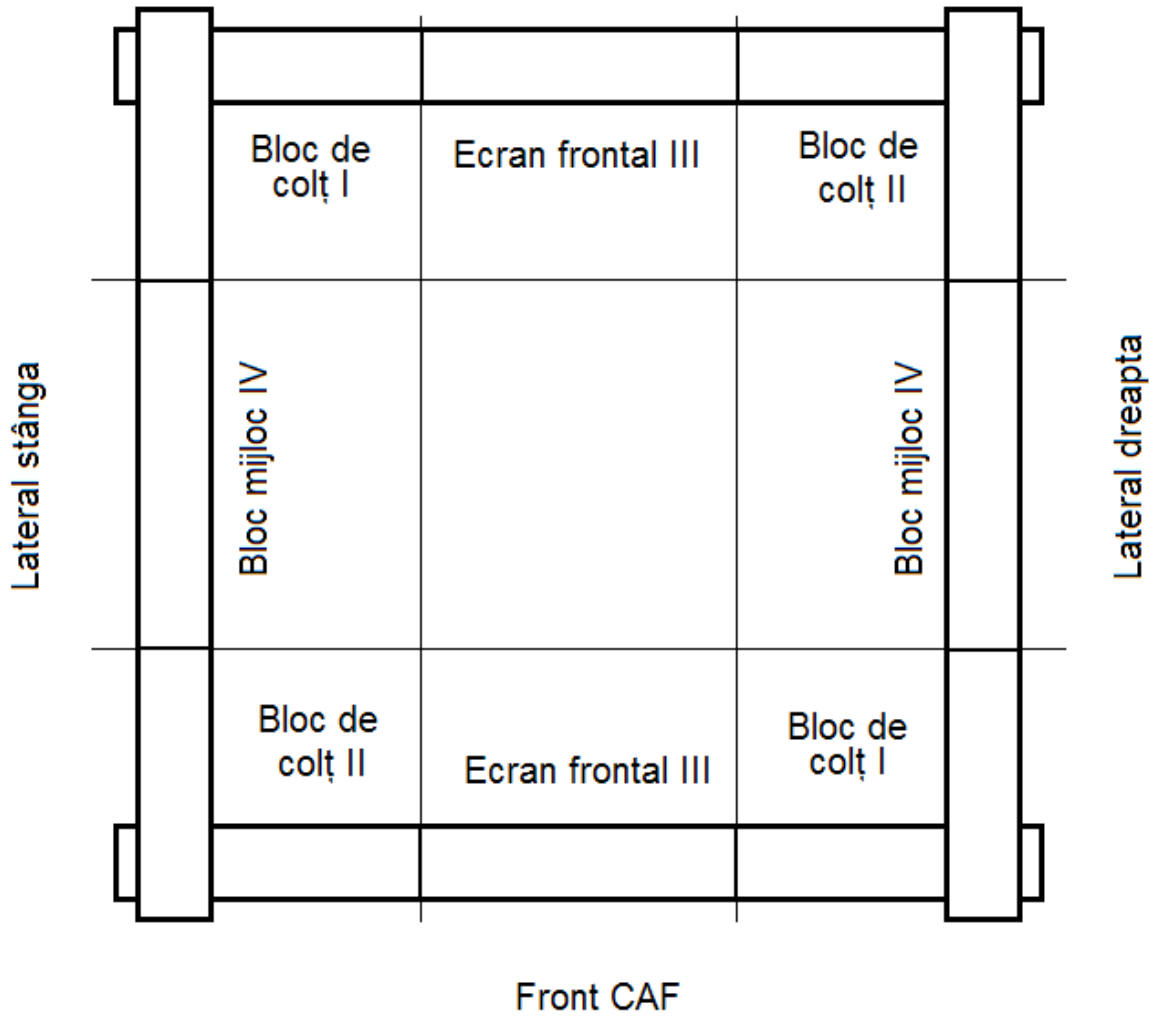 Bloc de
colț I
Ecran frontal III
Bloc de
colț II
Lateral stânga
Bloc mijloc IV
Bloc mijloc IV
Lateral dreapta
Bloc de
colț II
Ecran frontal III
Bloc de
colț I
Front CAF